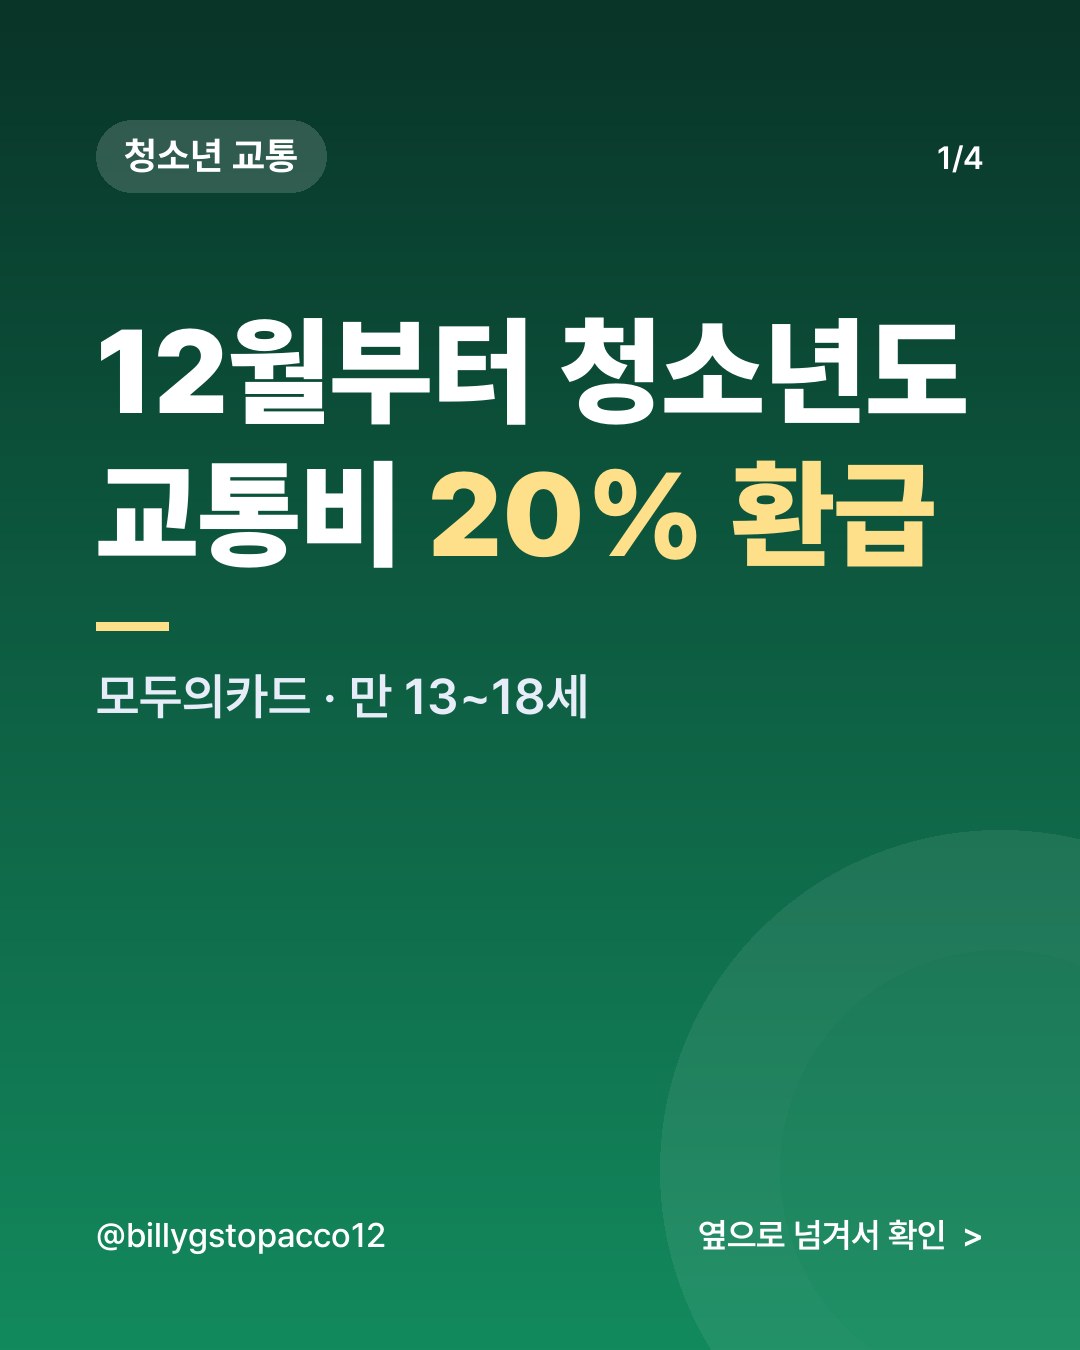 청소년 교통
1/4
12월부터 청소년도
교통비 20% 환급
모두의카드 · 만 13~18세
@billygstopacco12
옆으로 넘겨서 확인 >